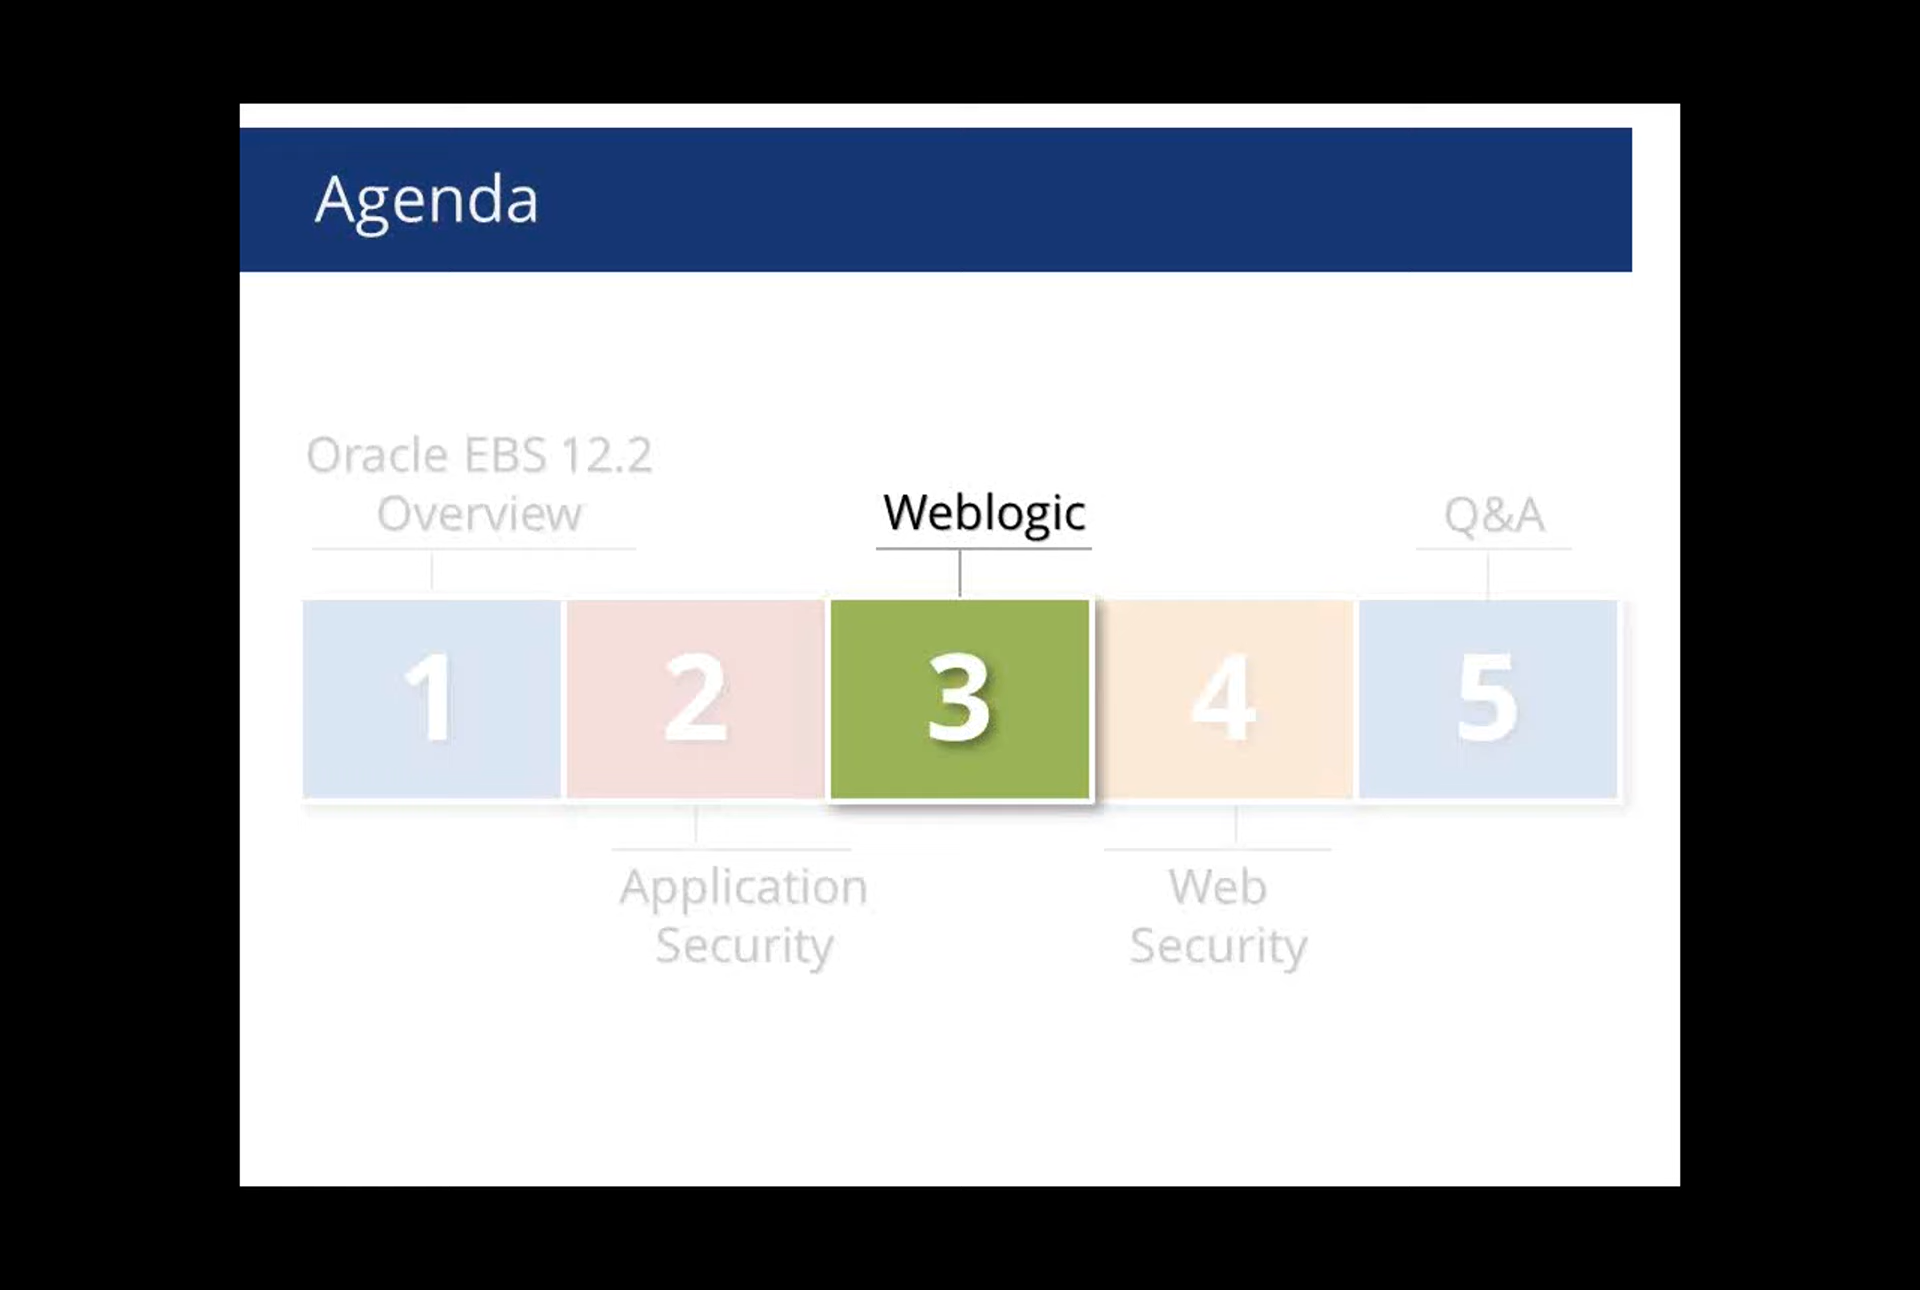 Agenda
Oracle EBS 12.2
Overview
Weblogic
Q&A
1
2
3
4
5
Application
Security
Web
Security